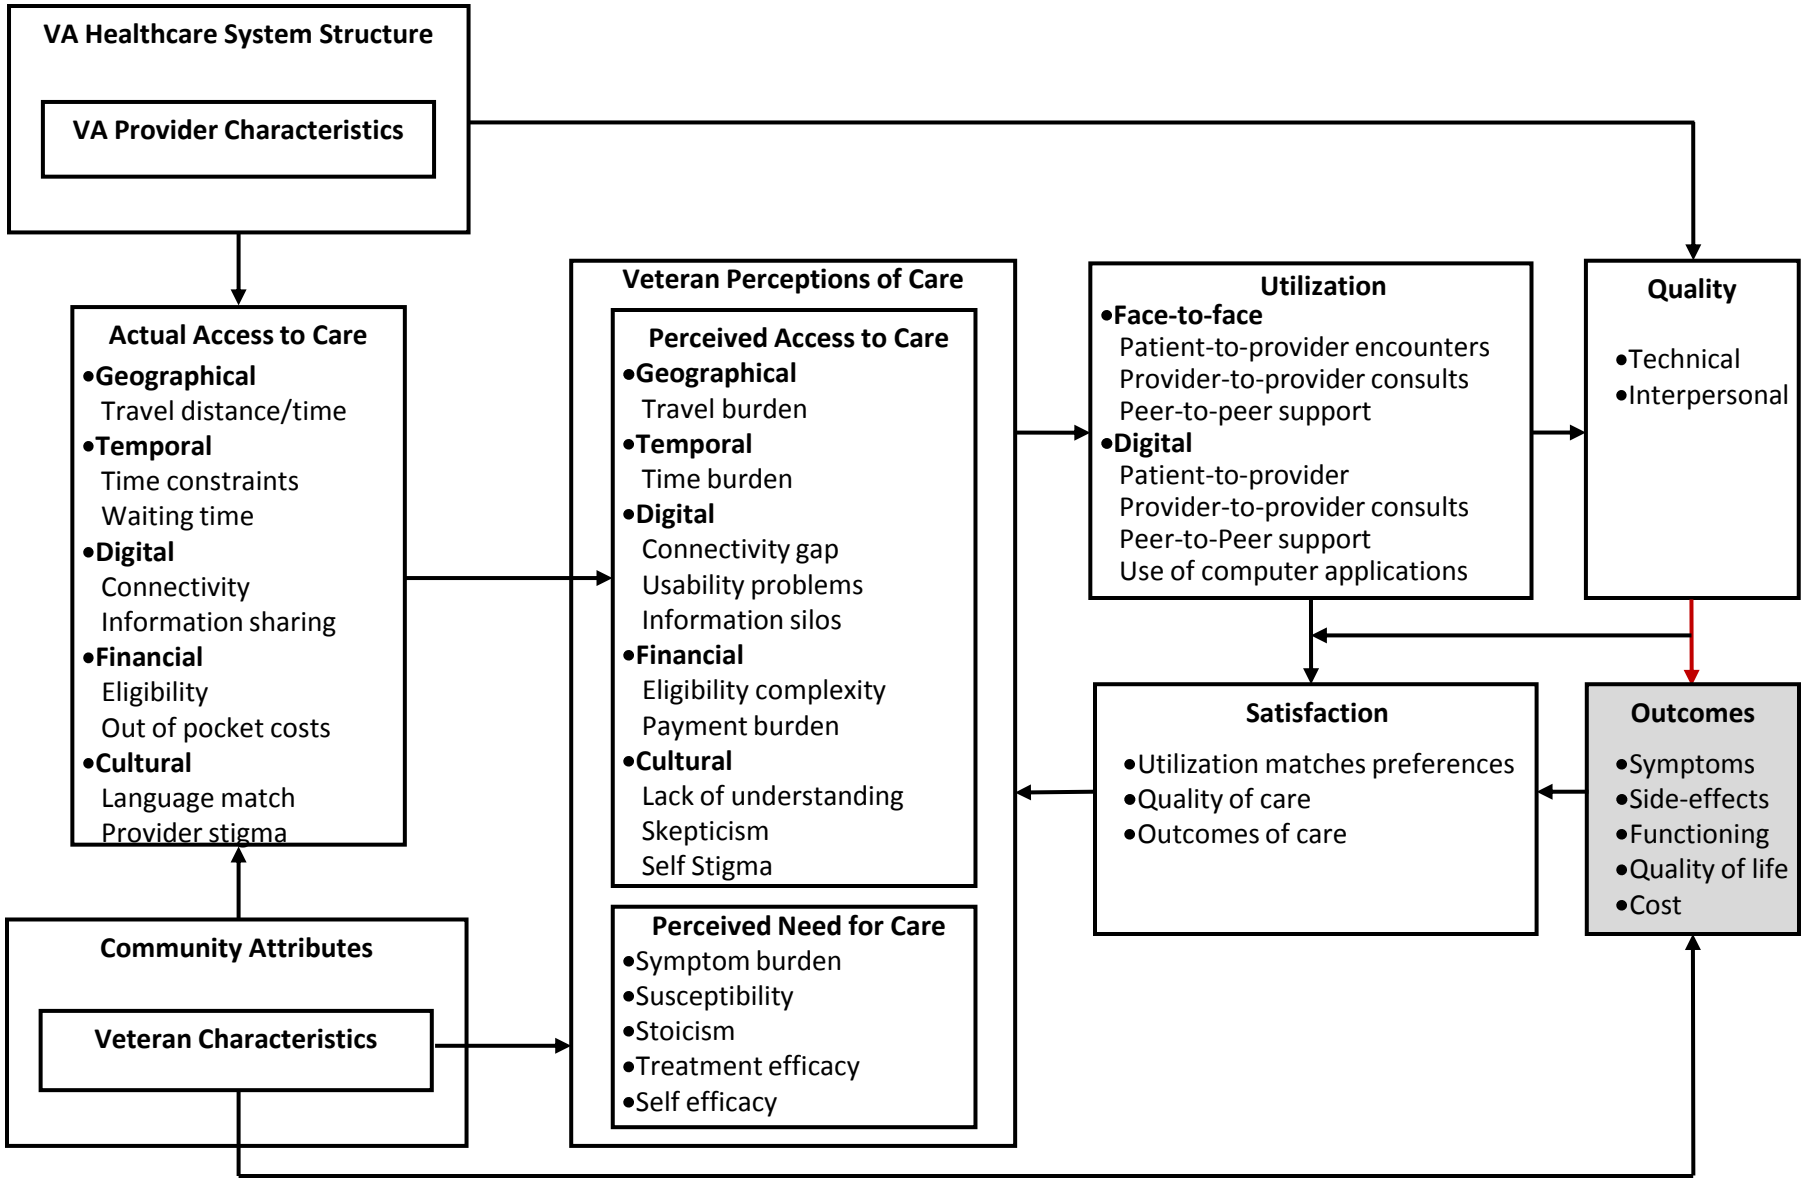 VA Healthcare System Structure
VA Provider Characteristics
Actual Access to Care
•Geographical
Travel distance/time
•Temporal
Time constraints
Waiting time
•Digital
Connectivity
Information sharing
•Financial
Eligibility
Out of pocket costs
•Cultural
Language match
Provider stigma
Community Attributes
Veteran Characteristics
Veteran Perceptions of Care
Perceived Access to Care
•Geographical
Travel burden
•Temporal
Time burden
•Digital
Connectivity gap
Usability problems
Information silos
•Financial
Eligibility complexity
Payment burden
•Cultural
Lack of understanding
Skepticism
Self Stigma
Perceived Need for Care
•Symptom burden
•Susceptibility
•Stoicism
•Treatment efficacy
•Self efficacy
Utilization
•Face-to-face
Patient-to-provider encounters
Provider-to-provider consults
Peer-to-peer support
•Digital
Patient-to-provider
Provider-to-provider consults
Peer-to-Peer support
Use of computer applications
Quality
•Technical
•Interpersonal
Satisfaction
•Utilization matches preferences
•Quality of care
•Outcomes of care
Outcomes
•Symptoms
•Side-effects
•Functioning
•Quality of life
•Cost